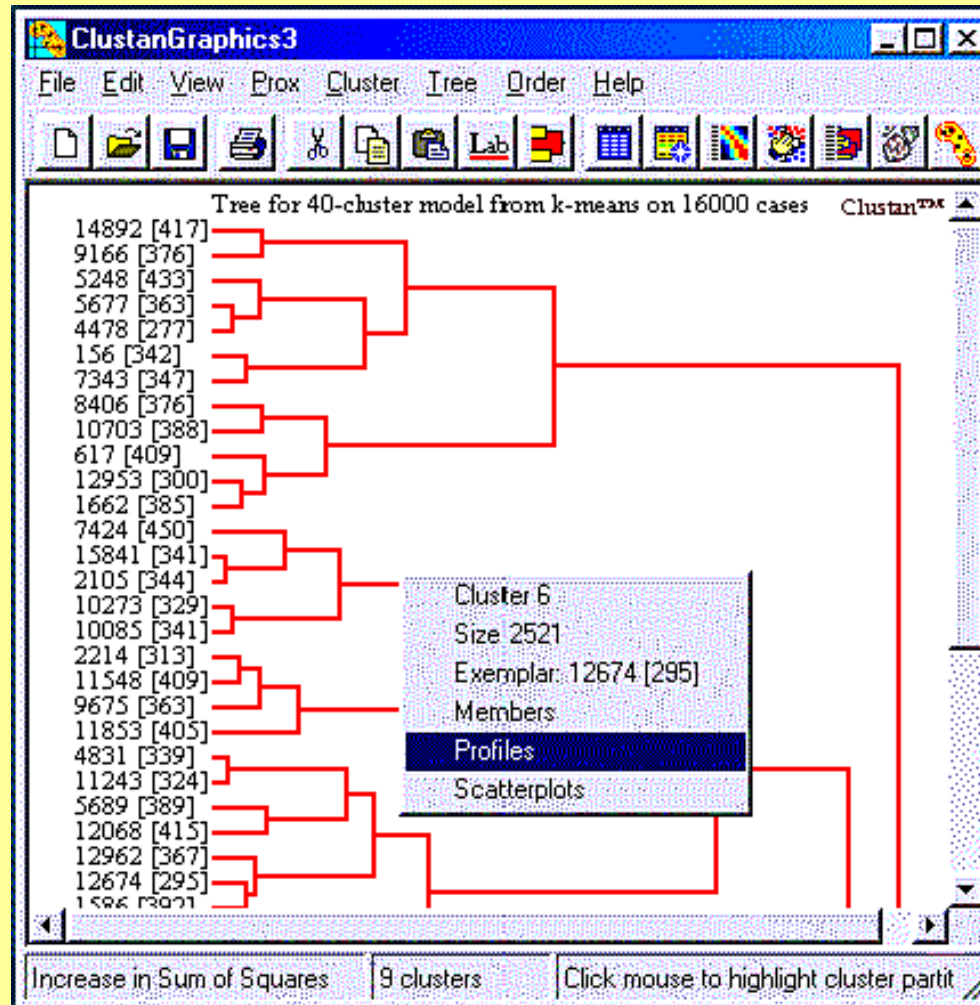 ClustanGraphics3
File Edit View Prox Cluster Tree Order Help
Lab
Tree for 40-cluster model from k-means on 16000 cases Clustan™
14892 [417]
9166 [376]
5248 [433]
5677 [363]
4478 [277]
156 [342]
7343 [347]
8406 [376]
10703 [388]
617 [409]
12953 [300]
1662 [385]
7424 [450]
15841 [341]
2105 [344]
10273 [329]
10085 [341]
2214 [313]
11548 [409]
9675 [363]
11853 [405]
4831 [339]
11243 [324]
5689 [389]
12068 [415]
12962 [367]
12674 [295]
1586 [392]
Cluster 6
Size 2521
Exemplar: 12674 [295]
Members
Profiles
Scatterplots
Increase in Sum of Squares 9 clusters Click mouse to highlight cluster partit